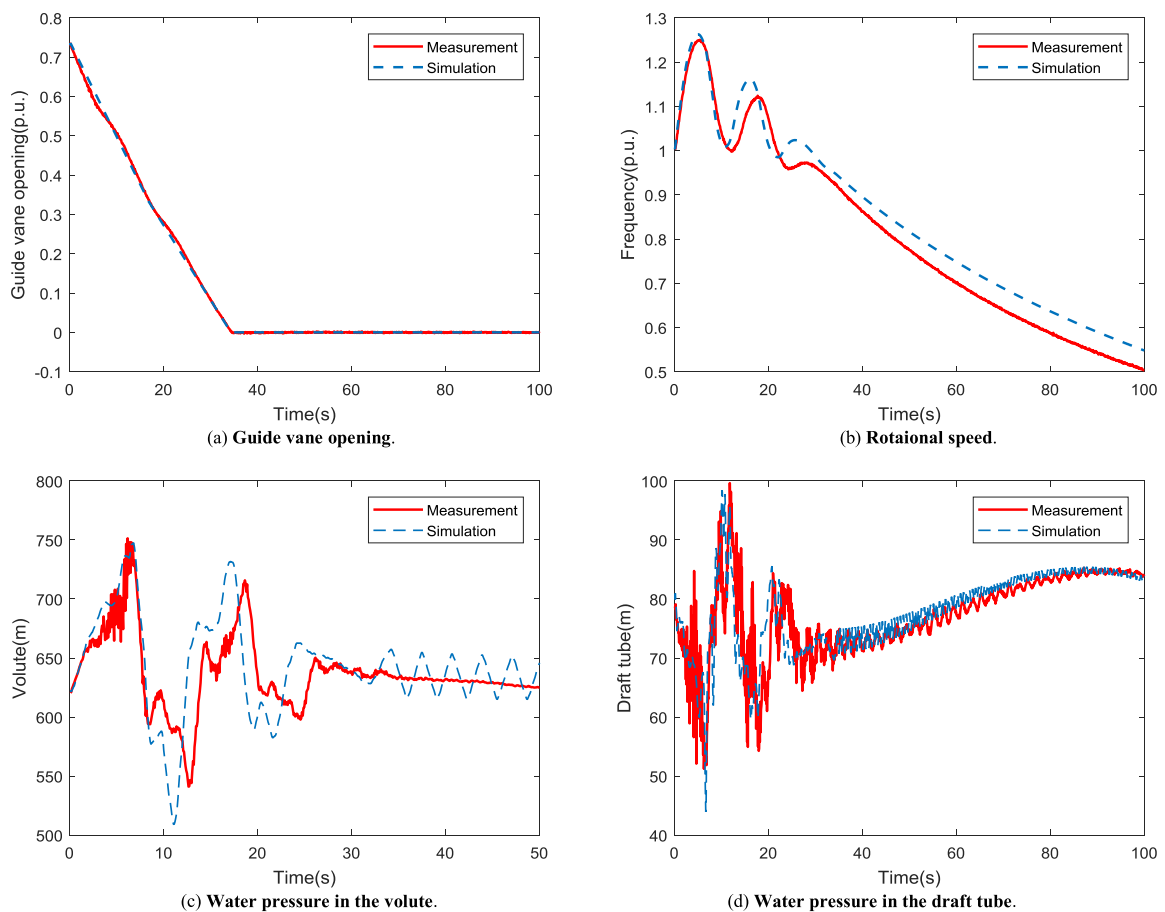 0.8
0.7
0.6
0.5
0.4
0.3
0.2
0.1
0
-0.1
0 20 40 60 80 100
Guide vane opening(p.u.)
Time(s)
Measurement
Simulation
(a) Guide vane opening.
1.3
1.2
1.1
1
0.9
0.8
0.7
0.6
0.5
0 20 40 60 80 100
Frequency(p.u.)
Time(s)
Measurement
Simulation
(b) Rotaional speed.
800
750
700
650
600
550
500
0 10 20 30 40 50
Volute(m)
Time(s)
Measurement
Simulation
(c) Water pressure in the volute.
100
90
80
70
60
50
40
0 20 40 60 80 100
Draft tube(m)
Time(s)
Measurement
Simulation
(d) Water pressure in the draft tube.